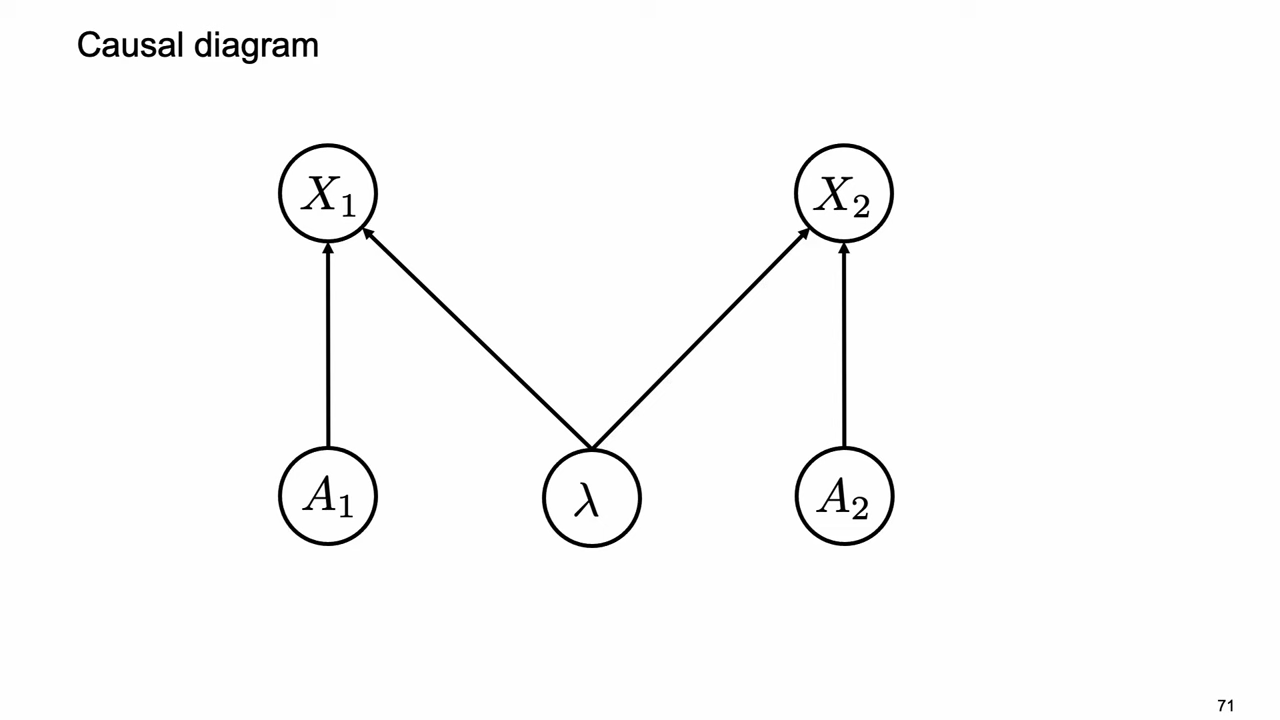 Causal diagram
X₁ X₂
A₁ λ A₂
71